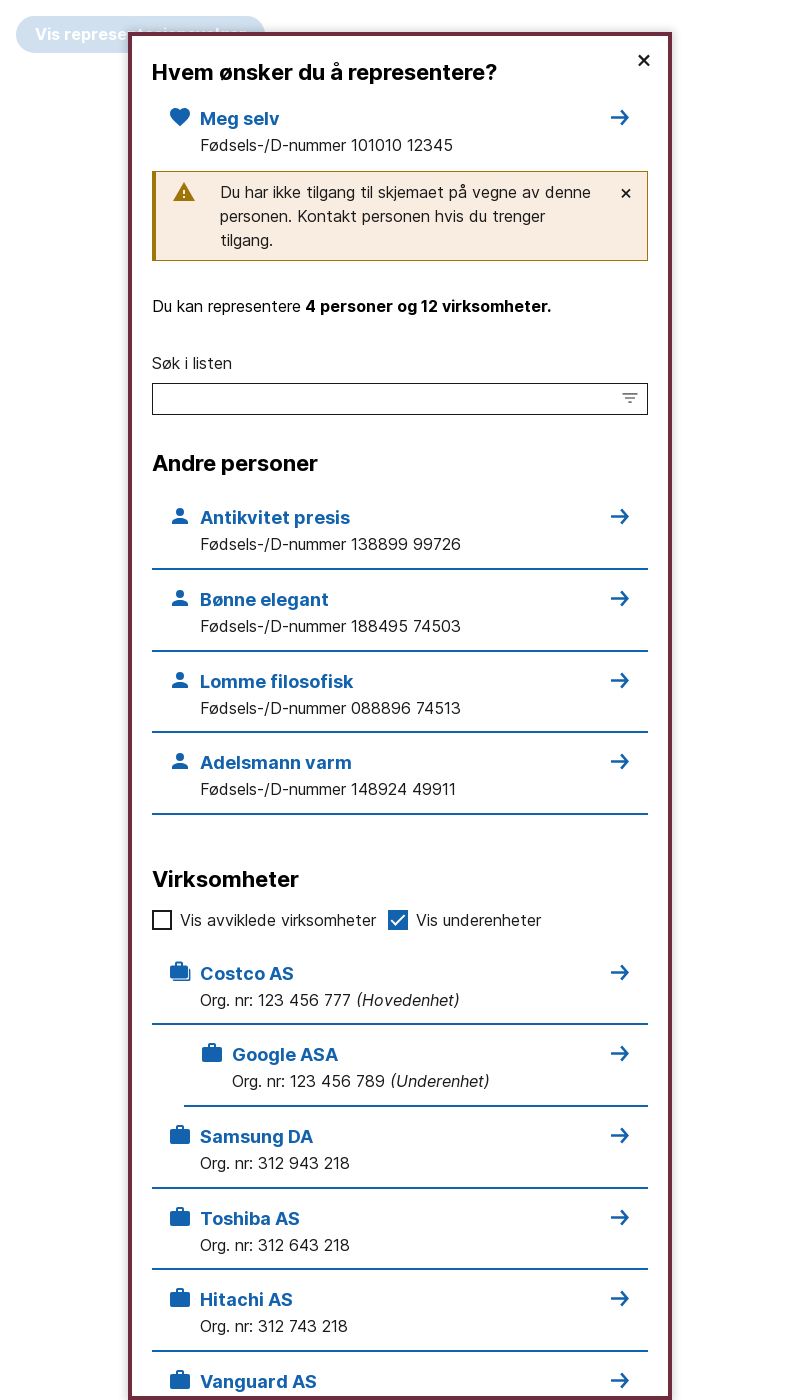 Hvem ønsker du å representere?
Meg selv
Fødsels-/D-nummer 101010 12345
Du har ikke tilgang til skjemaet på vegne av denne
personen. Kontakt personen hvis du trenger
tilgang.
Du kan representere 4 personer og 12 virksomheter.
Søk i listen
Andre personer
Antikvitet presis
Fødsels-/D-nummer 138899 99726
Bønne elegant
Fødsels-/D-nummer 188495 74503
Lomme filosofisk
Fødsels-/D-nummer 088896 74513
Adelsmann varm
Fødsels-/D-nummer 148924 49911
Virksomheter
Vis avviklede virksomheter Vis underenheter
Costco AS
Org. nr: 123 456 777 (Hovedenhet)
Google ASA
Org. nr: 123 456 789 (Underenhet)
Samsung DA
Org. nr: 312 943 218
Toshiba AS
Org. nr: 312 643 218
Hitachi AS
Org. nr: 312 743 218
Vanguard AS